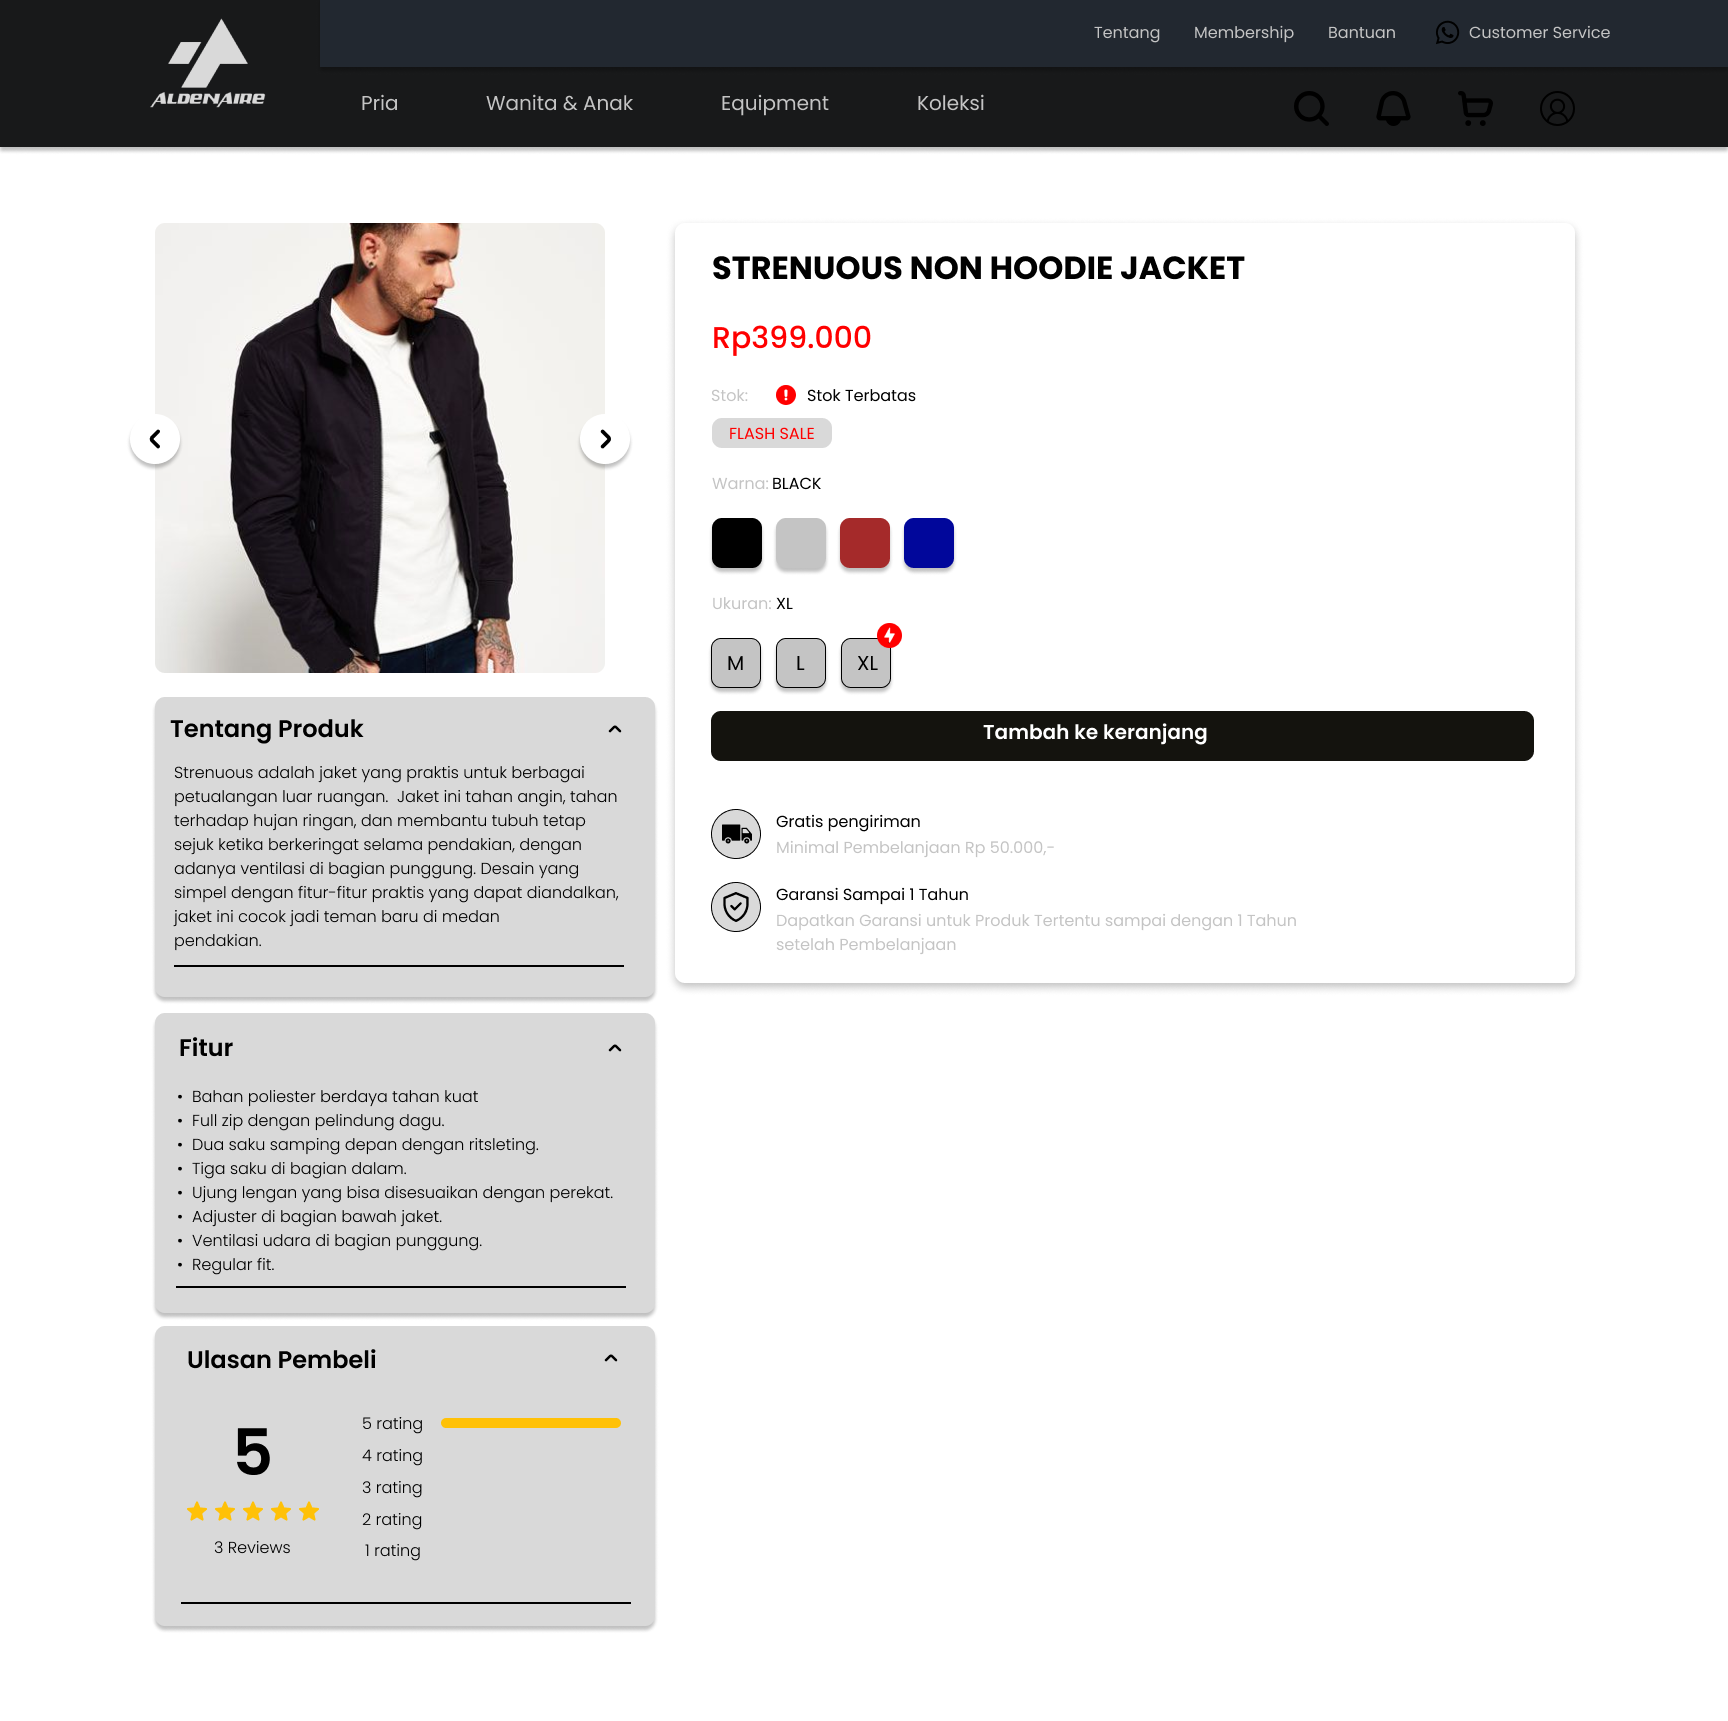 Tentang
Membership
Bantuan
Customer Service
ALDENAIRE
Pria
Wanita & Anak
Equipment
Koleksi
STRENUOUS NON HOODIE JACKET
Rp399.000
Stok:
Stok Terbatas
FLASH SALE
Warna: BLACK
Ukuran: XL
M
L
XL
Tambah ke keranjang
Gratis pengiriman
Minimal Pembelanjaan Rp 50.000,-
Garansi Sampai 1 Tahun
Dapatkan Garansi untuk Produk Tertentu sampai dengan 1 Tahun
setelah Pembelanjaan
Tentang Produk
Strenuous adalah jaket yang praktis untuk berbagai
petualangan luar ruangan.  Jaket ini tahan angin, tahan
terhadap hujan ringan, dan membantu tubuh tetap
sejuk ketika berkeringat selama pendakian, dengan
adanya ventilasi di bagian punggung. Desain yang
simpel dengan fitur-fitur praktis yang dapat diandalkan,
jaket ini cocok jadi teman baru di medan
pendakian.
Fitur
• Bahan poliester berdaya tahan kuat
• Full zip dengan pelindung dagu.
• Dua saku samping depan dengan ritsleting.
• Tiga saku di bagian dalam.
• Ujung lengan yang bisa disesuaikan dengan perekat.
• Adjuster di bagian bawah jaket.
• Ventilasi udara di bagian punggung.
• Regular fit.
Ulasan Pembeli
5
3 Reviews
5 rating
4 rating
3 rating
2 rating
1 rating